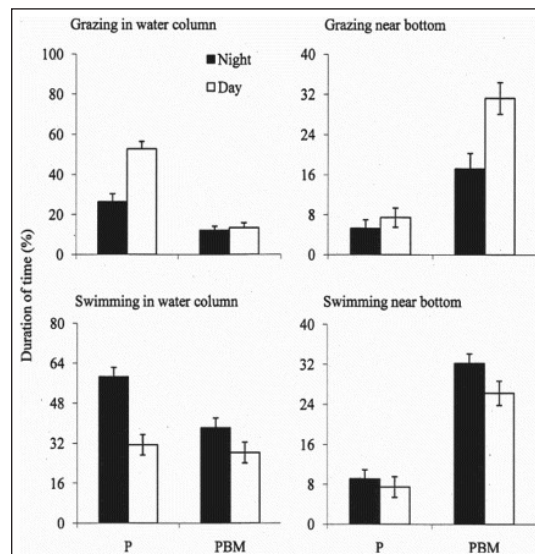 Grazing in water column
Grazing near bottom
100
80
60
40
20
0
Night
Day
40
32
24
16
8
0
Duration of time (%)
Swimming in water column
Swimming near bottom
80
64
48
32
16
0
P
PBM
40
32
24
16
8
0
P
PBM